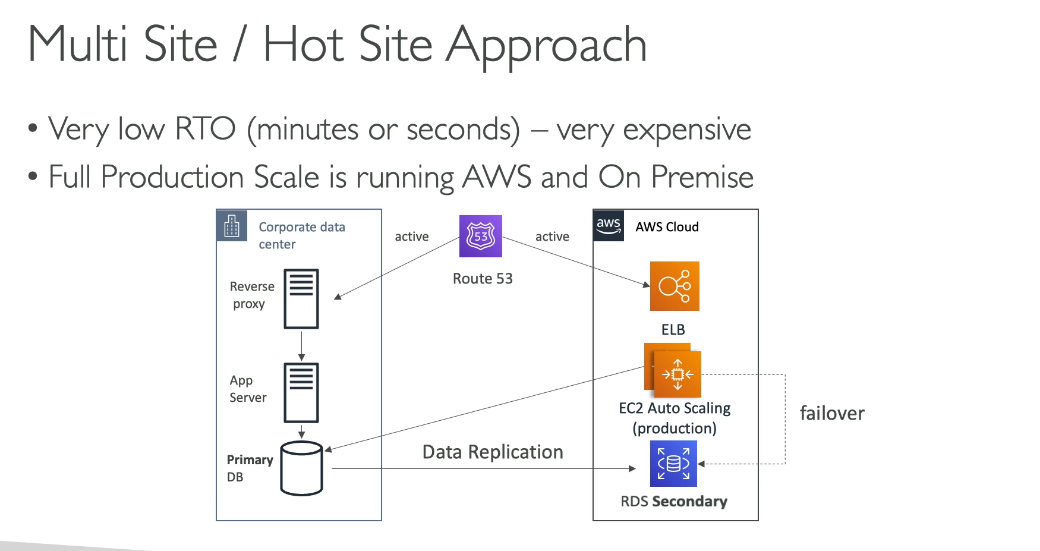 Multi Site / Hot Site Approach
• Very low RTO (minutes or seconds) – very expensive
• Full Production Scale is running AWS and On Premise
Corporate data
center
Reverse
proxy
App
Server
Primary
DB
active
53
active
Route 53
Data Replication
aws
AWS Cloud
ELB
EC2 Auto Scaling
(production)
RDS Secondary
failover